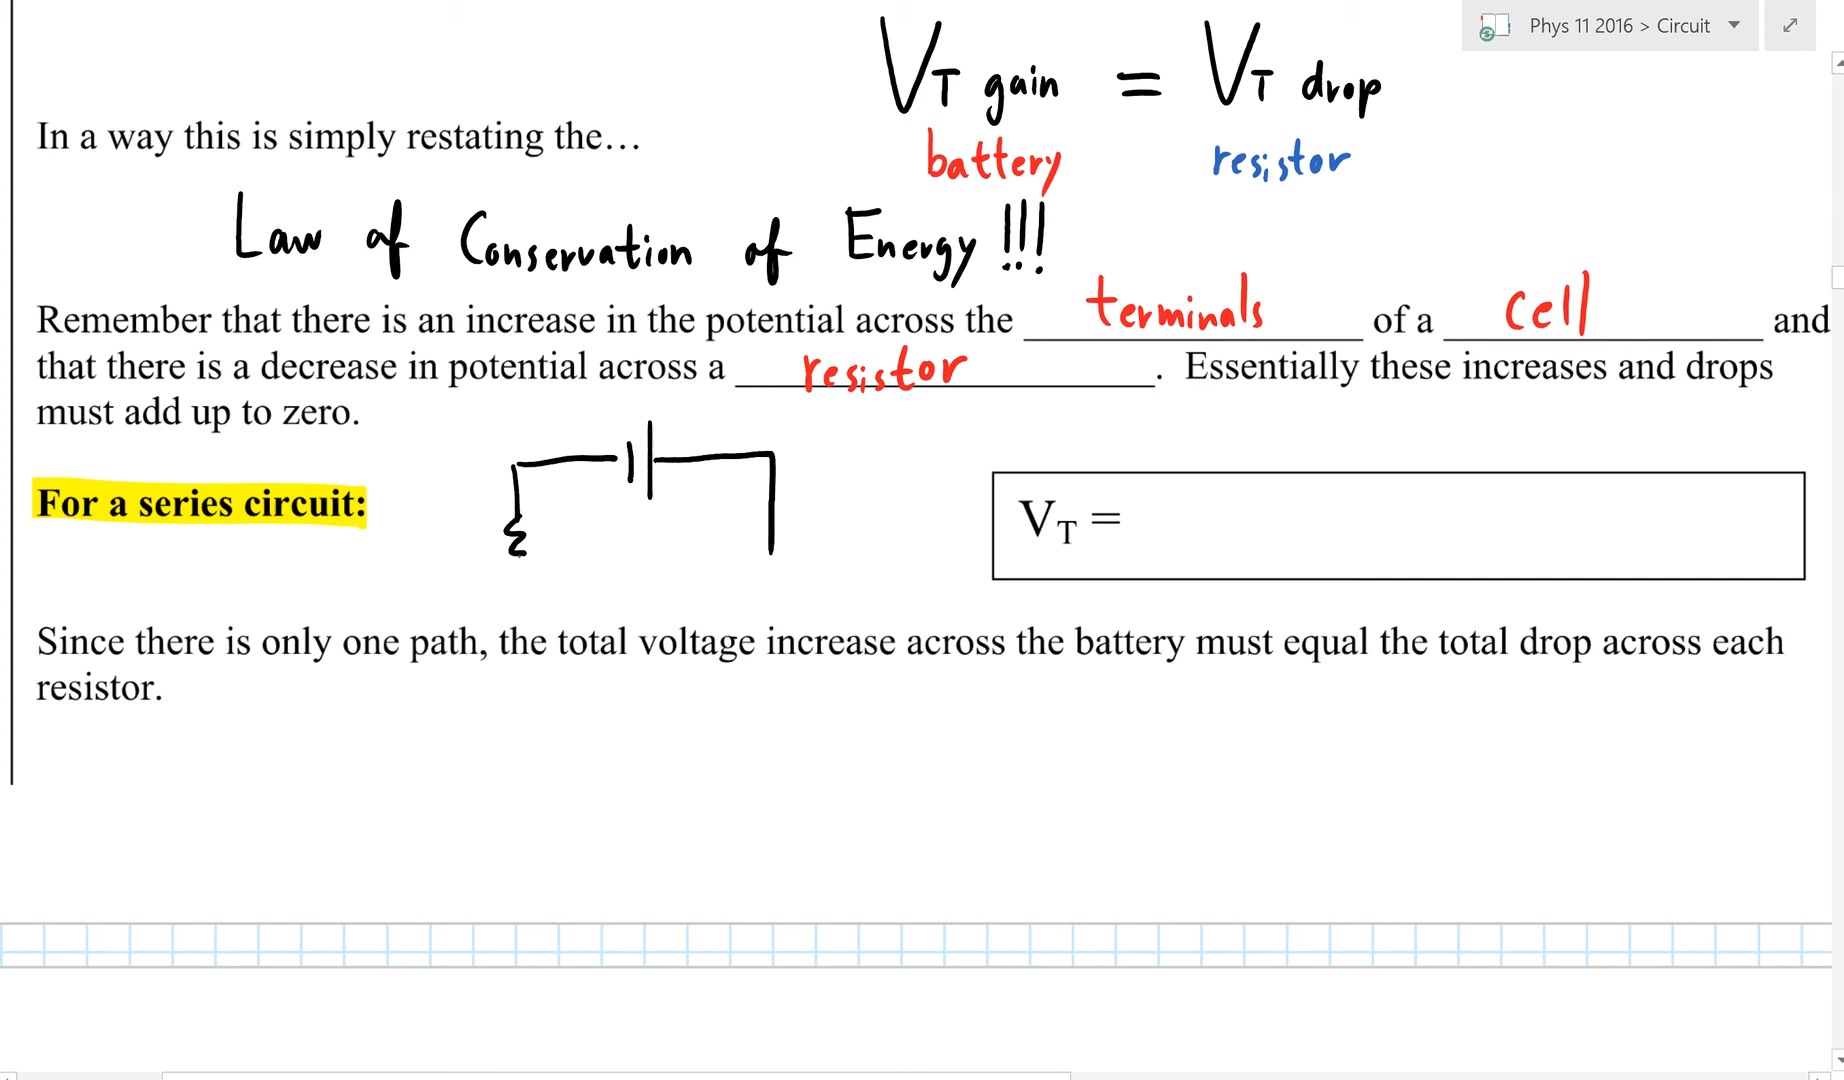 Phys 11 2016 > Circuit
V_T gain = V_T drop
In a way this is simply restating the…
battery resistor
Law of Conservation of Energy!!!
Remember that there is an increase in the potential across the terminals of a cell and
that there is a decrease in potential across a resistor. Essentially these increases and drops
must add up to zero.
For a series circuit:
V_T =
Since there is only one path, the total voltage increase across the battery must equal the total drop across each
resistor.